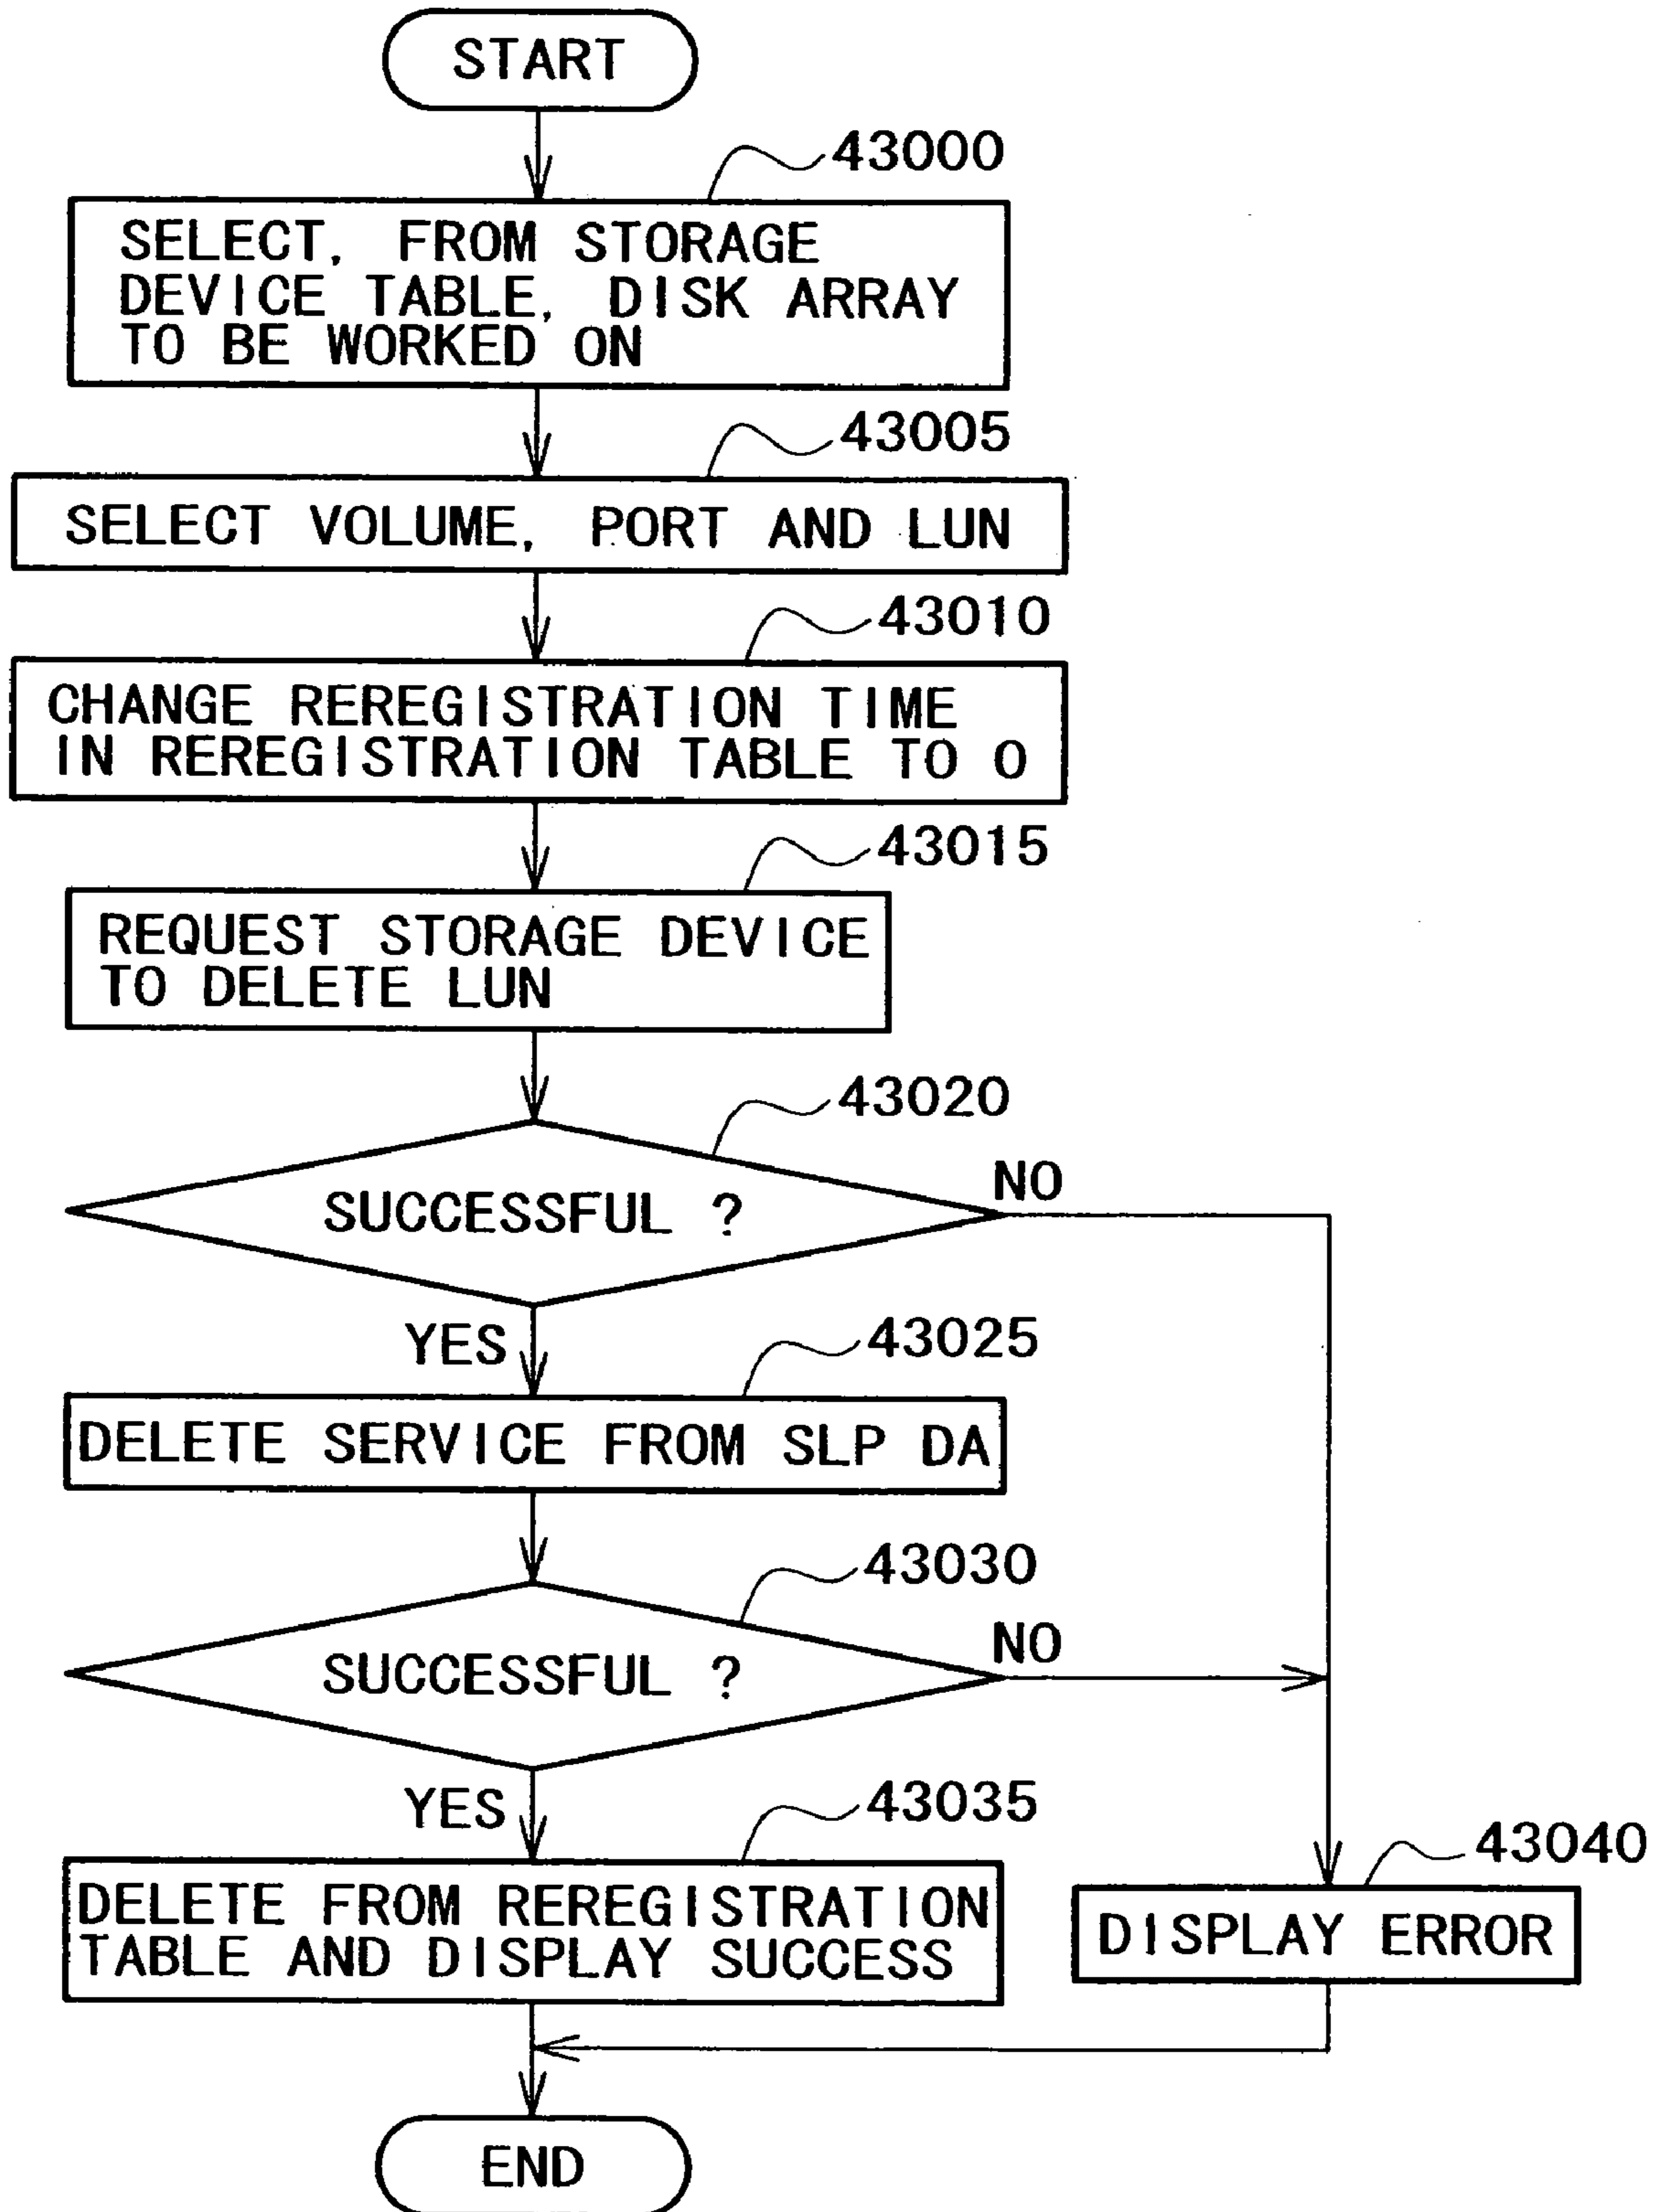 START
43000
SELECT, FROM STORAGE
DEVICE TABLE, DISK ARRAY
TO BE WORKED ON
43005
SELECT VOLUME, PORT AND LUN
43010
CHANGE REREGISTRATION TIME
IN REREGISTRATION TABLE TO 0
43015
REQUEST STORAGE DEVICE
TO DELETE LUN
43020
SUCCESSFUL ?
NO
YES
43025
DELETE SERVICE FROM SLP DA
43030
SUCCESSFUL ?
NO
YES
43035
DELETE FROM REREGISTRATION
TABLE AND DISPLAY SUCCESS
43040
DISPLAY ERROR
END